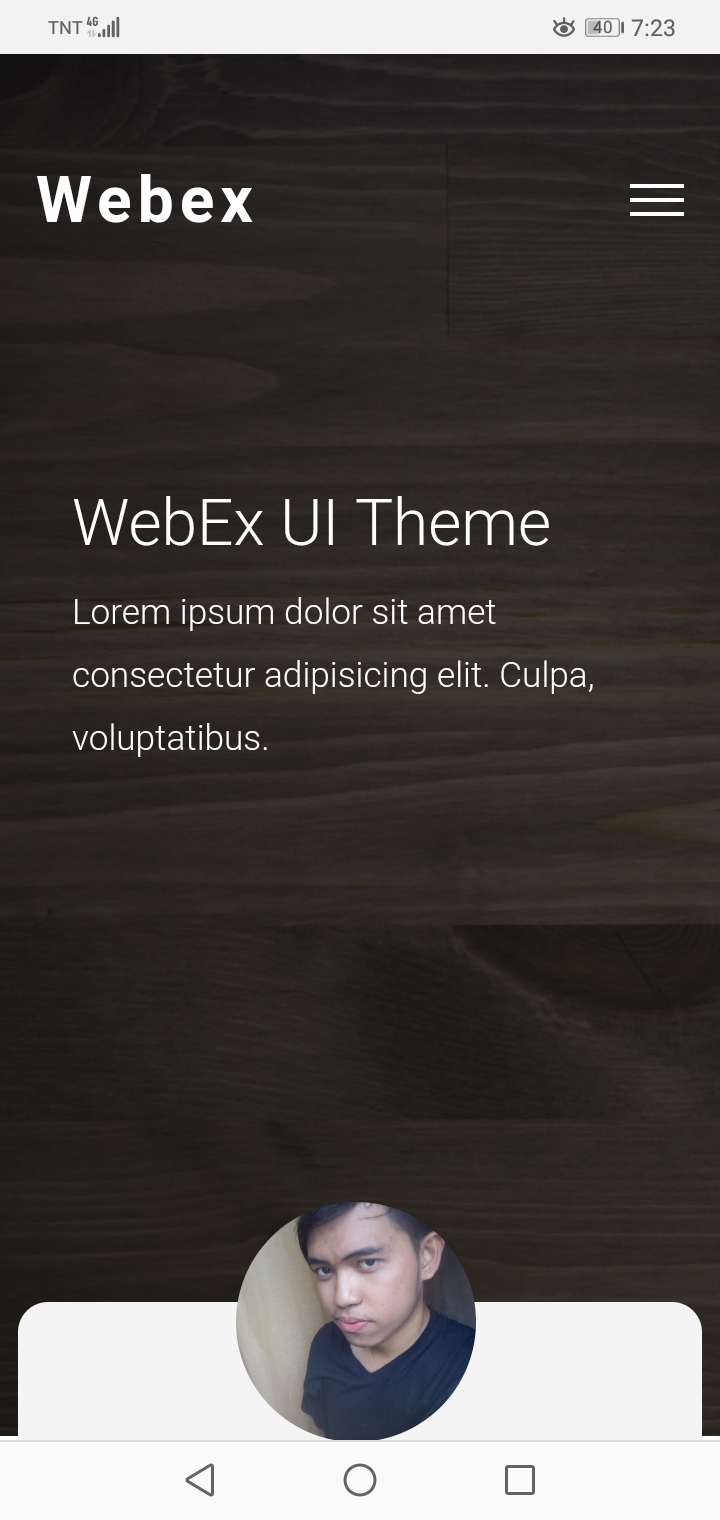 TNT 4G 40 7:23
Webex
WebEx UI Theme
Lorem ipsum dolor sit amet
consectetur adipisicing elit. Culpa,
voluptatibus.